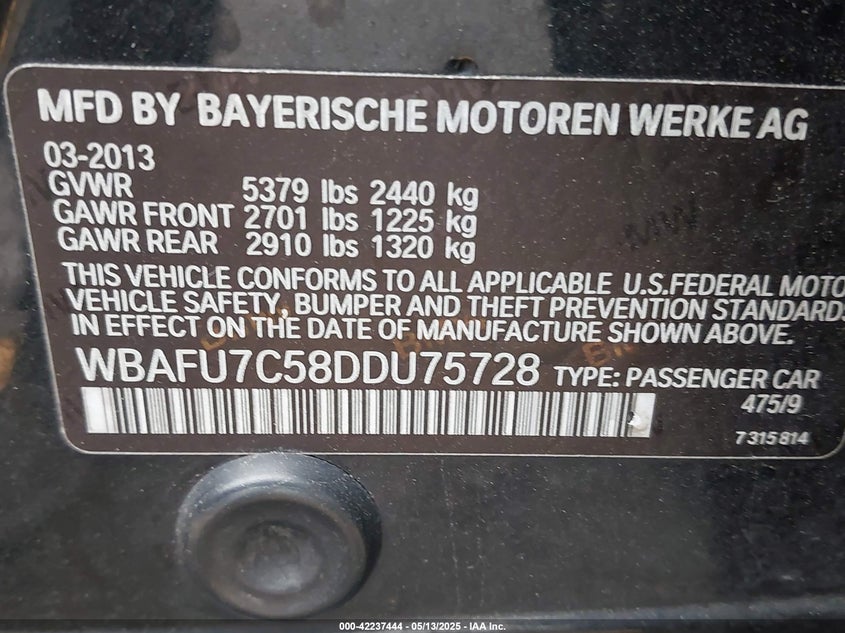 MFD BY BAYERISCHE MOTOREN WERKE AG
03-2013
GVWR 5379 lbs 2440 kg
GAWR FRONT 2701 lbs 1225 kg
GAWR REAR 2910 lbs 1320 kg
THIS VEHICLE CONFORMS TO ALL APPLICABLE U.S.FEDERAL MOTO
VEHICLE SAFETY, BUMPER AND THEFT PREVENTION STANDARDS
IN EFFECT ON THE DATE OF MANUFACTURE SHOWN ABOVE.
WBAFU7C58DDU75728 TYPE: PASSENGER CAR
475/9
7 315 814
000-42237444 - 05/13/2025 - IAA Inc.